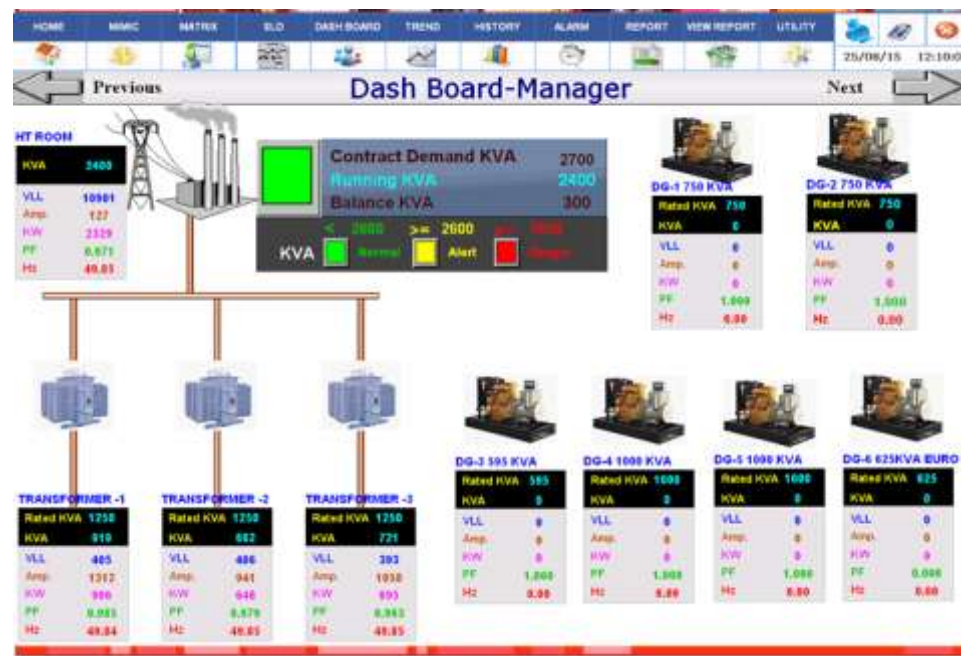 HOME MIMIC MATRIX SLD DASH BOARD TREND HISTORY ALARM REPORT VIEW REPORT UTILITY
25/08/15 12:10:0
Previous Dash Board-Manager Next
HT ROOM
KVA 2400
VLL 10901
Amp. 127
KW 2329
PF
Hz 49.85
Contract Demand KVA 2700
Running KVA 2400
Balance KVA 300
< 2600 >= 2600
KVA Normal Alert Danger
DG-1 750 KVA
Rated KVA 750
KVA 0
VLL 0
Amp. 0
KW 0
PF 1.000
Hz 0.00
DG-2 750 KVA
Rated KVA 750
KVA 0
VLL 0
Amp. 0
KW 0
PF 1.000
Hz 0.00
TRANSFORMER -1
Rated KVA 1250
KVA 919
VLL 405
Amp. 1312
KW
PF
Hz 49.84
TRANSFORMER -2
Rated KVA 1250
KVA 662
VLL 406
Amp. 941
KW 648
PF 0.979
Hz 49.85
TRANSFORMER -3
Rated KVA 1250
KVA 721
VLL 393
Amp.
KW
PF
Hz 49.85
DG-3 595 KVA
Rated KVA 595
KVA 0
VLL 0
Amp. 0
KW 0
PF 1.000
Hz 0.00
DG-4 1000 KVA
Rated KVA 1000
KVA 0
VLL 0
Amp. 0
KW 0
PF 1.000
Hz 0.00
DG-5 1000 KVA
Rated KVA 1000
KVA 0
VLL 0
Amp. 0
KW 0
PF 1.000
Hz 0.00
DG-6 625KVA EURO
Rated KVA 625
KVA 0
VLL 0
Amp. 0
KW 0
PF 0.000
Hz 0.00